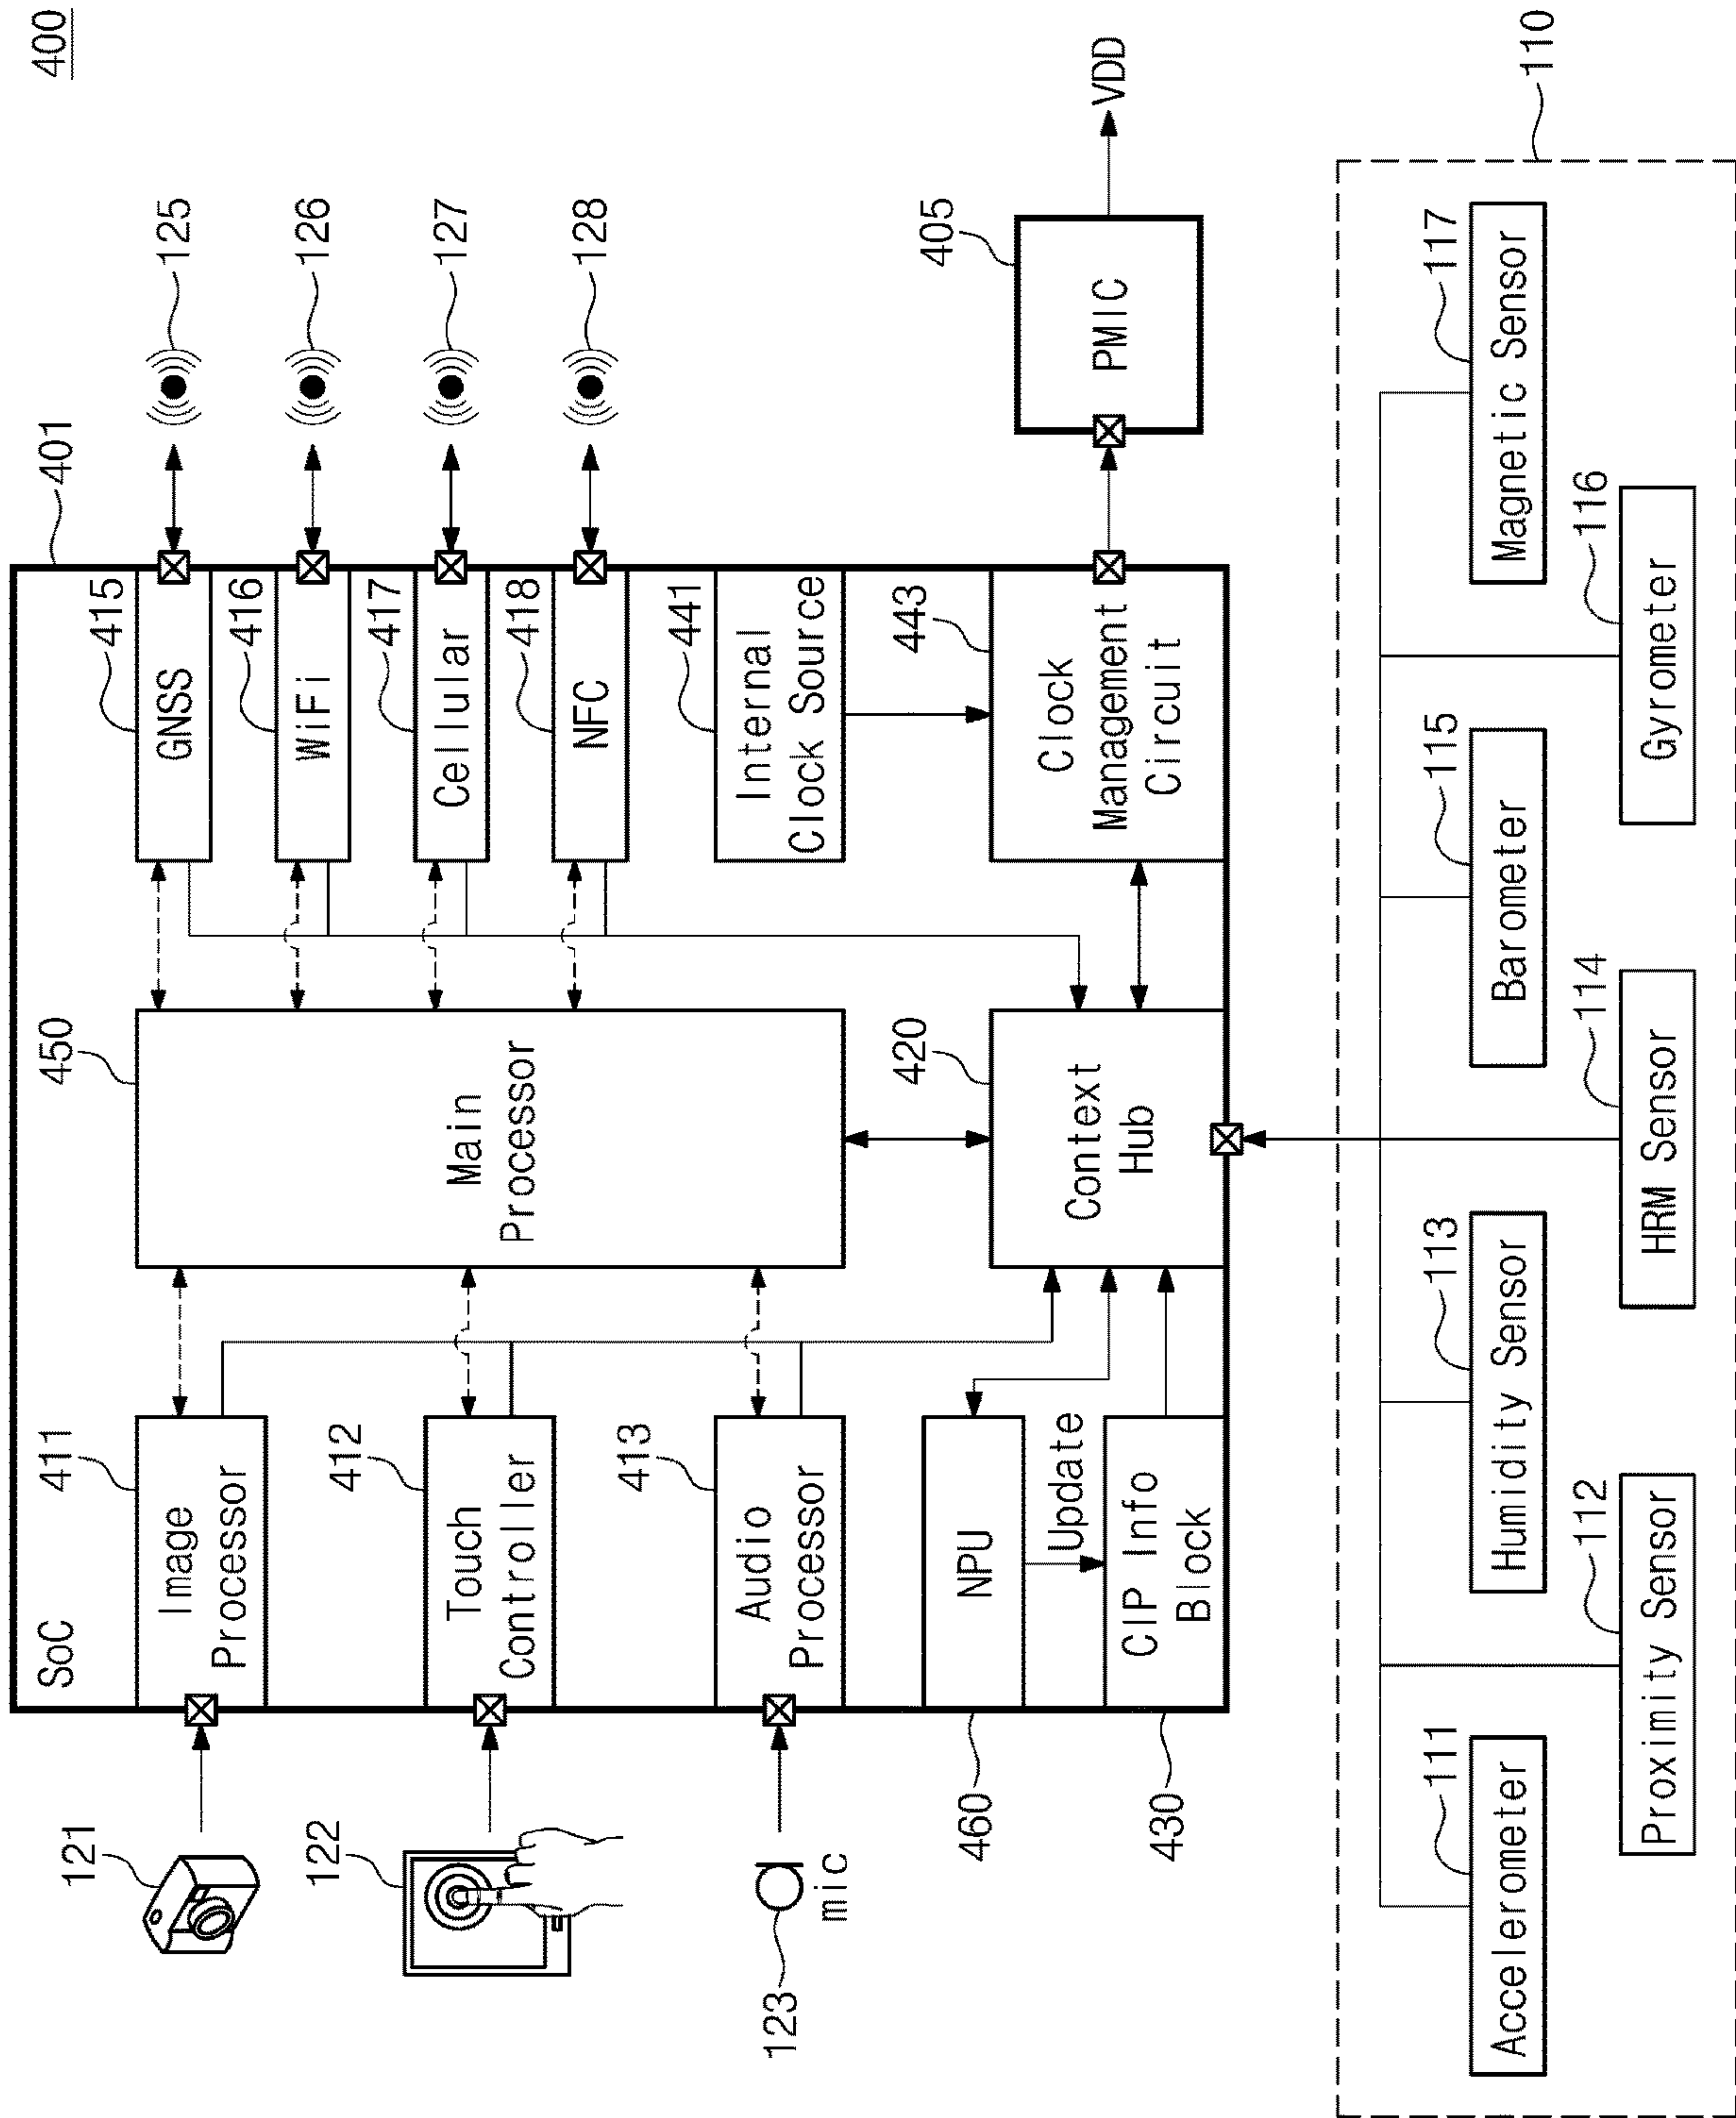 400
401
SoC
121
122
123
mic
411
Image
Processor
412
Touch
Controller
413
Audio
Processor
460
NPU
Update
430
CIP Info
Block
450
Main
Processor
420
Context
Hub
415
GNSS
416
WiFi
417
Cellular
418
NFC
441
Internal
Clock Source
443
Clock
Management
Circuit
125
126
127
128
405
PMIC
VDD
110
111
Accelerometer
112
Proximity Sensor
113
Humidity Sensor
114
HRM Sensor
115
Barometer
116
Gyrometer
117
Magnetic Sensor